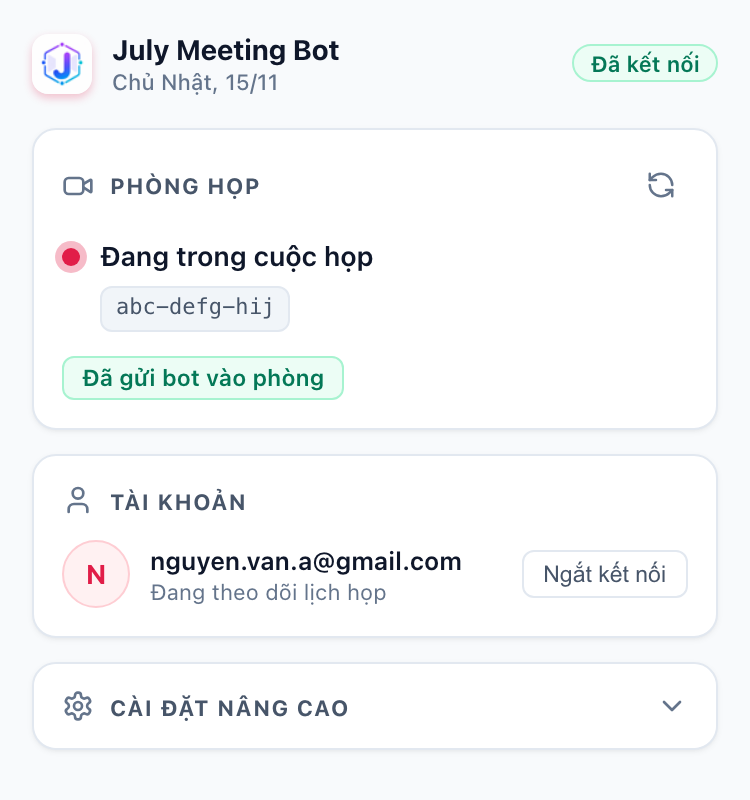 July Meeting Bot
Chủ Nhật, 15/11
Đã kết nối
PHÒNG HỌP
Đang trong cuộc họp
abc-defg-hij
Đã gửi bot vào phòng
TÀI KHOẢN
N
nguyen.van.a@gmail.com
Đang theo dõi lịch họp
Ngắt kết nối
CÀI ĐẶT NÂNG CAO